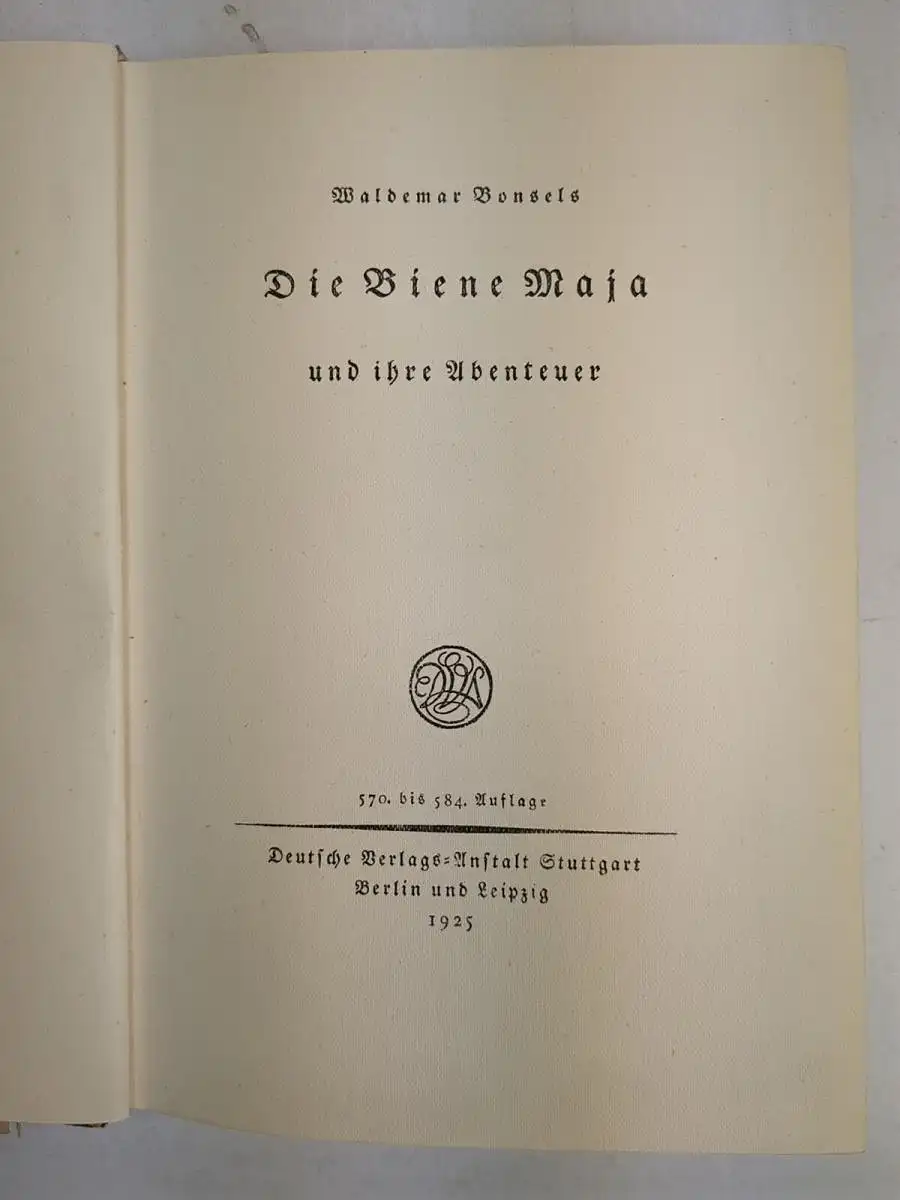 Waldemar Bonsels
Die Biene Maja
und ihre Abenteuer
DVA
570. bis 584. Auflage
Deutsche Verlags-Anstalt Stuttgart
Berlin und Leipzig
1925